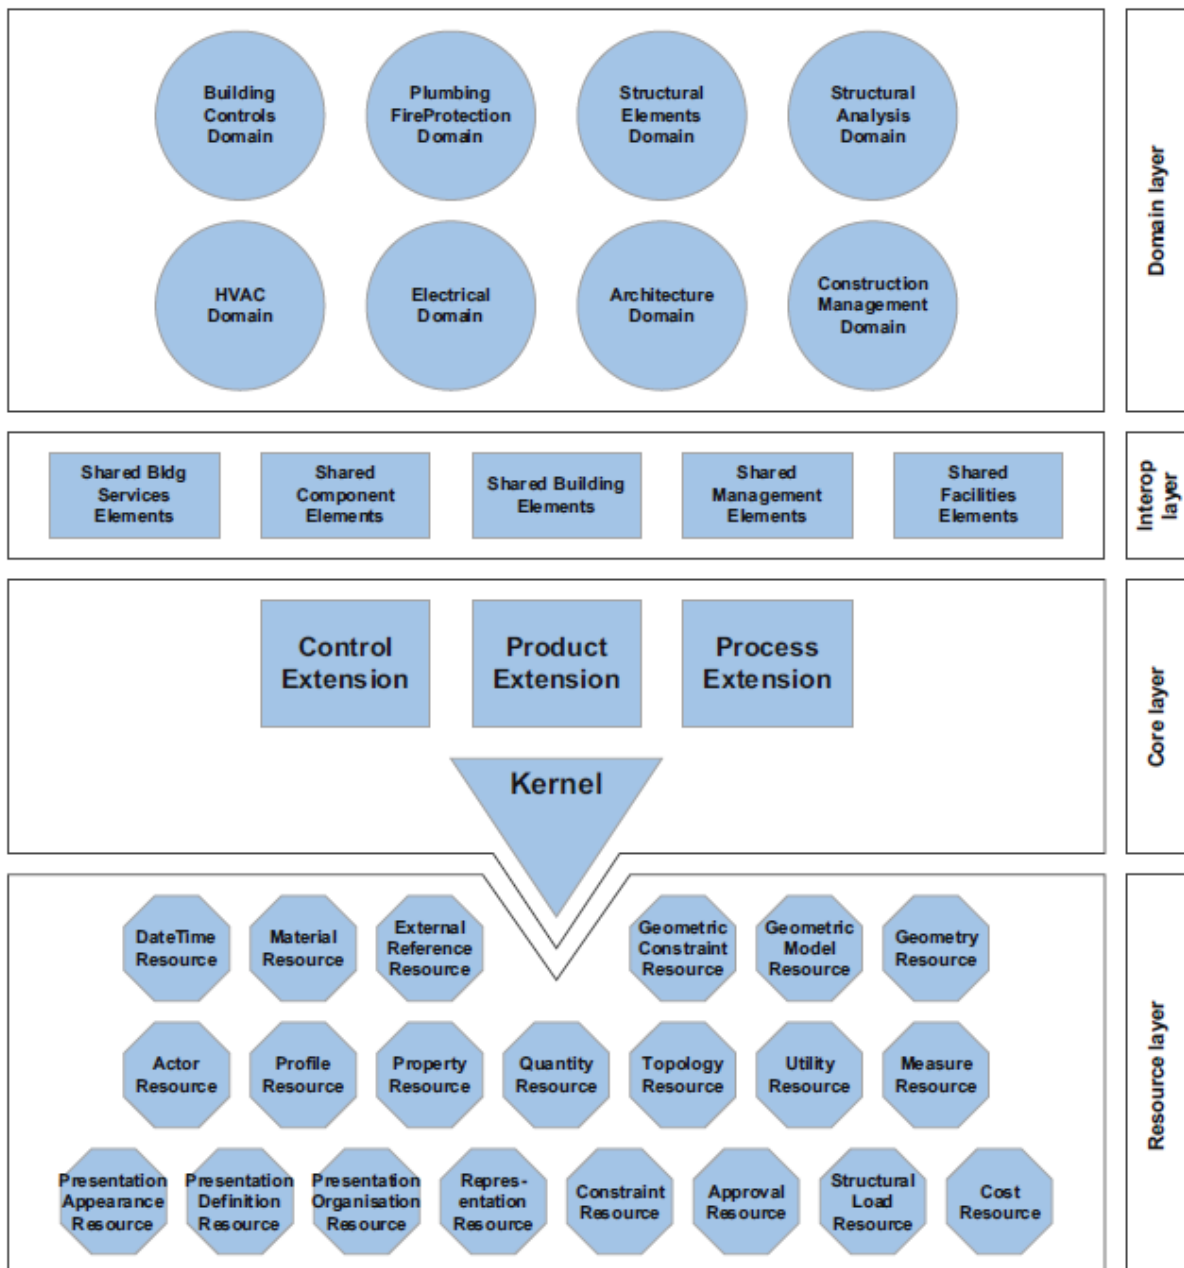 Building
Controls
Domain
Plumbing
FireProtection
Domain
Structural
Elements
Domain
Structural
Analysis
Domain
HVAC
Domain
Electrical
Domain
Architecture
Domain
Construction
Management
Domain
Domain layer
Shared Bldg
Services
Elements
Shared
Component
Elements
Shared Building
Elements
Shared
Management
Elements
Shared
Facilities
Elements
Interop
layer
Control
Extension
Product
Extension
Process
Extension
Kernel
Core layer
DateTime
Resource
Material
Resource
External
Reference
Resource
Geometric
Constraint
Resource
Geometric
Model
Resource
Geometry
Resource
Actor
Resource
Profile
Resource
Property
Resource
Quantity
Resource
Topology
Resource
Utility
Resource
Measure
Resource
Presentation
Appearance
Resource
Presentation
Definition
Resource
Presentation
Organisation
Resource
Repres-
entation
Resource
Constraint
Resource
Approval
Resource
Structural
Load
Resource
Cost
Resource
Resource layer